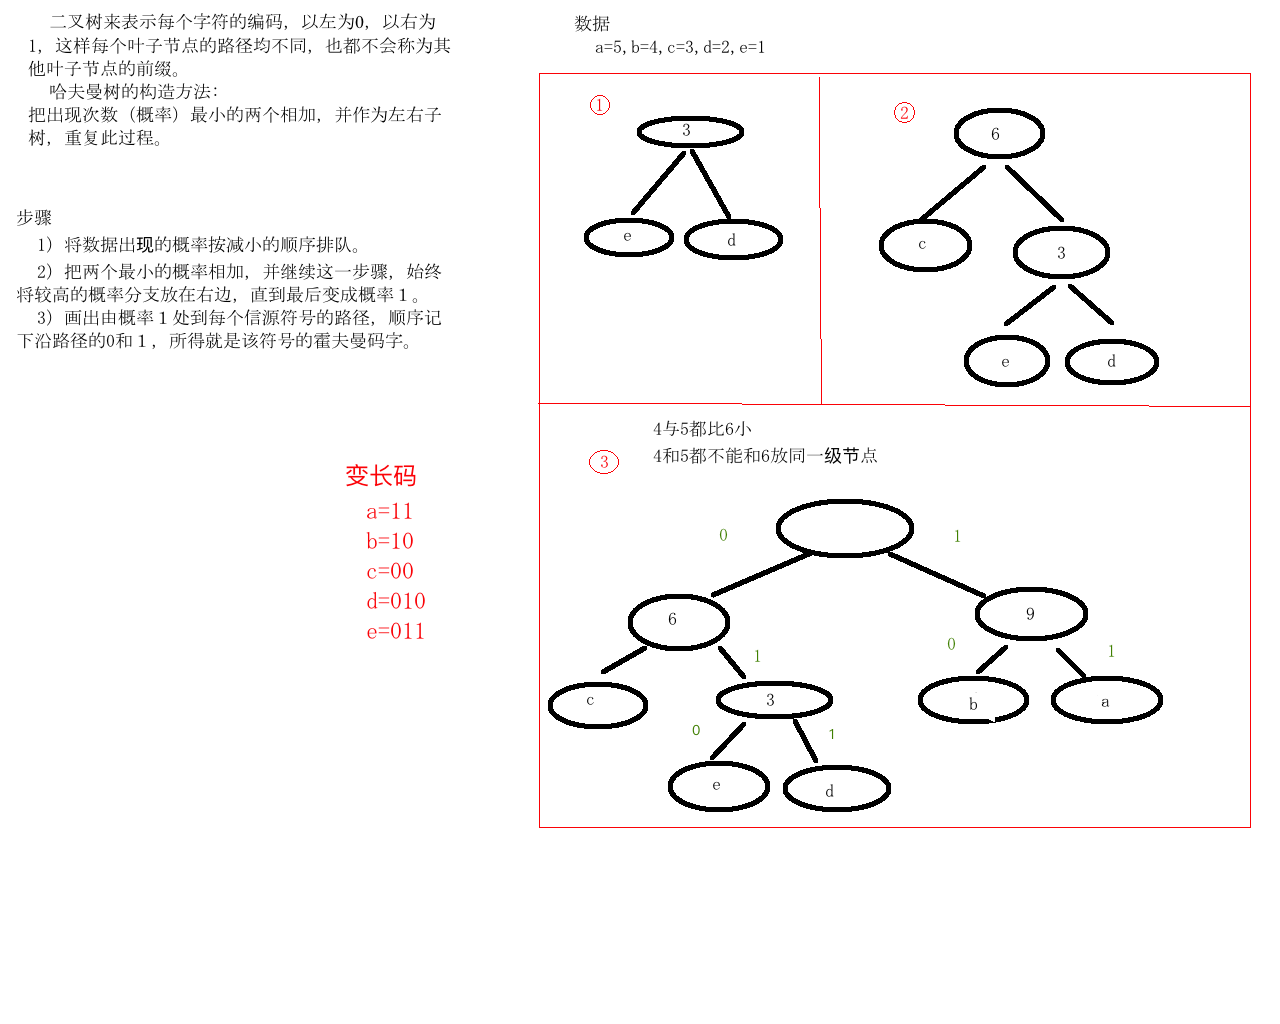 二叉树来表示每个字符的编码，以左为0，以右为
1，这样每个叶子节点的路径均不同，也都不会称为其
他叶子节点的前缀。
哈夫曼树的构造方法：
把出现次数（概率）最小的两个相加，并作为左右子
树，重复此过程。
步骤
1）将数据出现的概率按减小的顺序排队。
2）把两个最小的概率相加，并继续这一步骤，始终
将较高的概率分支放在右边，直到最后变成概率１。
3）画出由概率１处到每个信源符号的路径，顺序记
下沿路径的0和１，所得就是该符号的霍夫曼码字。
变长码
a=11
b=10
c=00
d=010
e=011
数据
a=5,b=4,c=3,d=2,e=1
①
3
e
d
②
6
c
3
e
d
4与5都比6小
③
4和5都不能和6放同一级节点
0
1
6
9
0
1
1
c
3
b
a
0
1
e
d